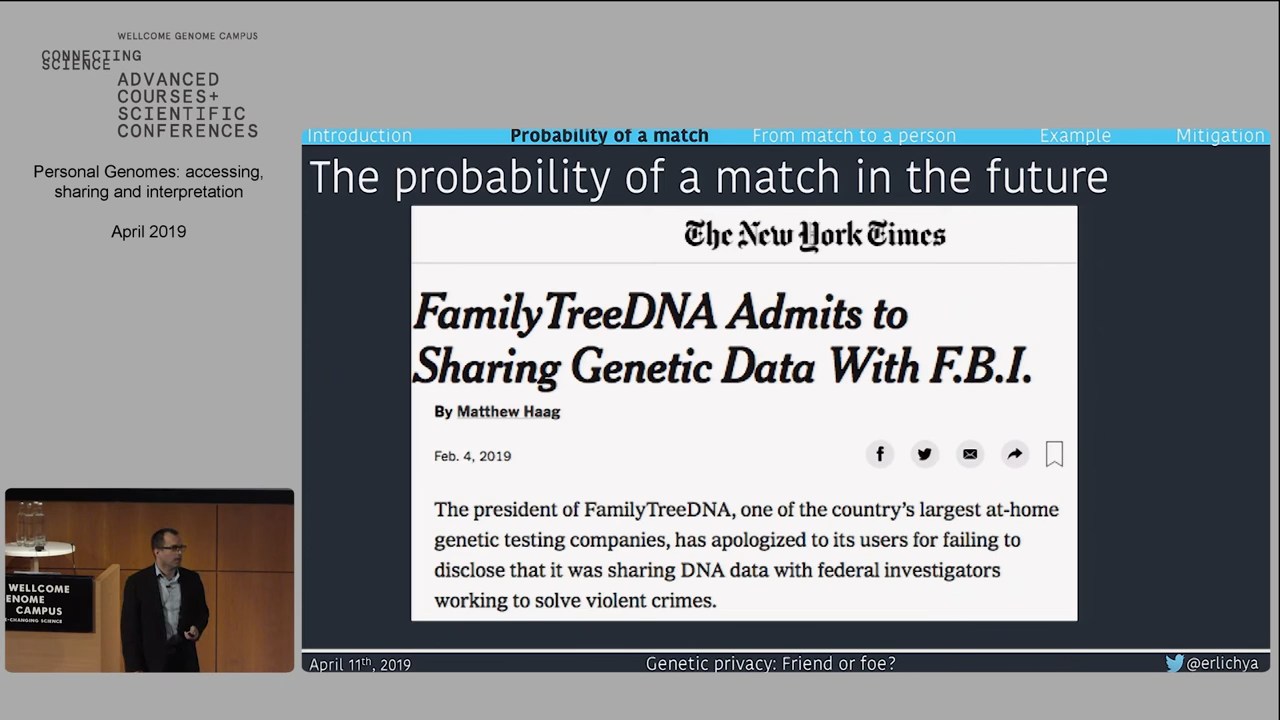 WELLCOME GENOME CAMPUS
CONNECTING
SCIENCE
ADVANCED
COURSES+
SCIENTIFIC
CONFERENCES
Personal Genomes: accessing,
sharing and interpretation
April 2019
Introduction
Probability of a match
From match to a person
Example
Mitigation
The probability of a match in the future
The New York Times
FamilyTreeDNA Admits to
Sharing Genetic Data With F.B.I.
By Matthew Haag
Feb. 4, 2019
The president of FamilyTreeDNA, one of the country's largest at-home
genetic testing companies, has apologized to its users for failing to
disclose that it was sharing DNA data with federal investigators
working to solve violent crimes.
April 11th, 2019
Genetic privacy: Friend or foe?
@erlichya
WELLCOME
ENOME
CAMPUS
E-CHANGING SCIENCE